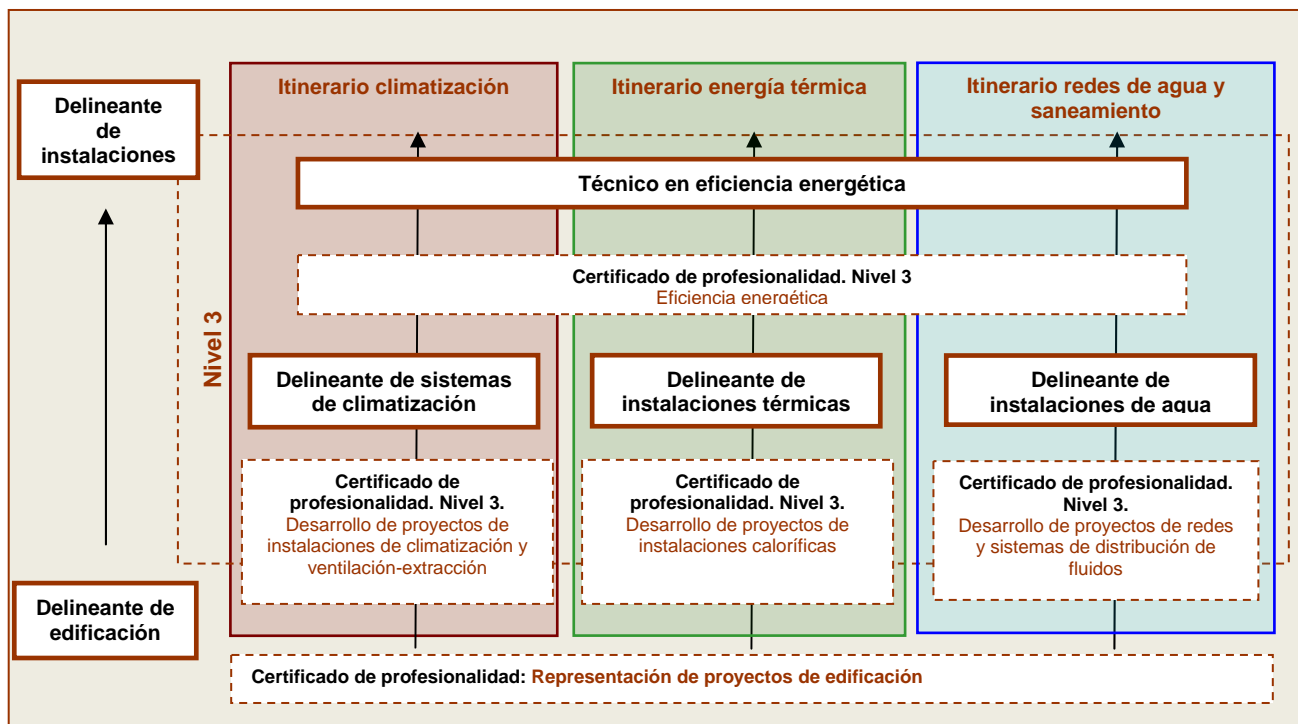 Delineante
de
instalaciones
Delineante de
edificación
Nivel 3
Itinerario climatización
Itinerario energía térmica
Itinerario redes de agua y
saneamiento
Técnico en eficiencia energética
Certificado de profesionalidad. Nivel 3
Eficiencia energética
Delineante de sistemas
de climatización
Delineante de
instalaciones térmicas
Delineante de
instalaciones de agua
Certificado de
profesionalidad. Nivel 3.
Desarrollo de proyectos de
instalaciones de climatización y
ventilación-extracción
Certificado de
profesionalidad. Nivel 3.
Desarrollo de proyectos de
instalaciones caloríficas
Certificado de profesionalidad.
Nivel 3.
Desarrollo de proyectos de redes
y sistemas de distribución de
fluidos
Certificado de profesionalidad: Representación de proyectos de edificación